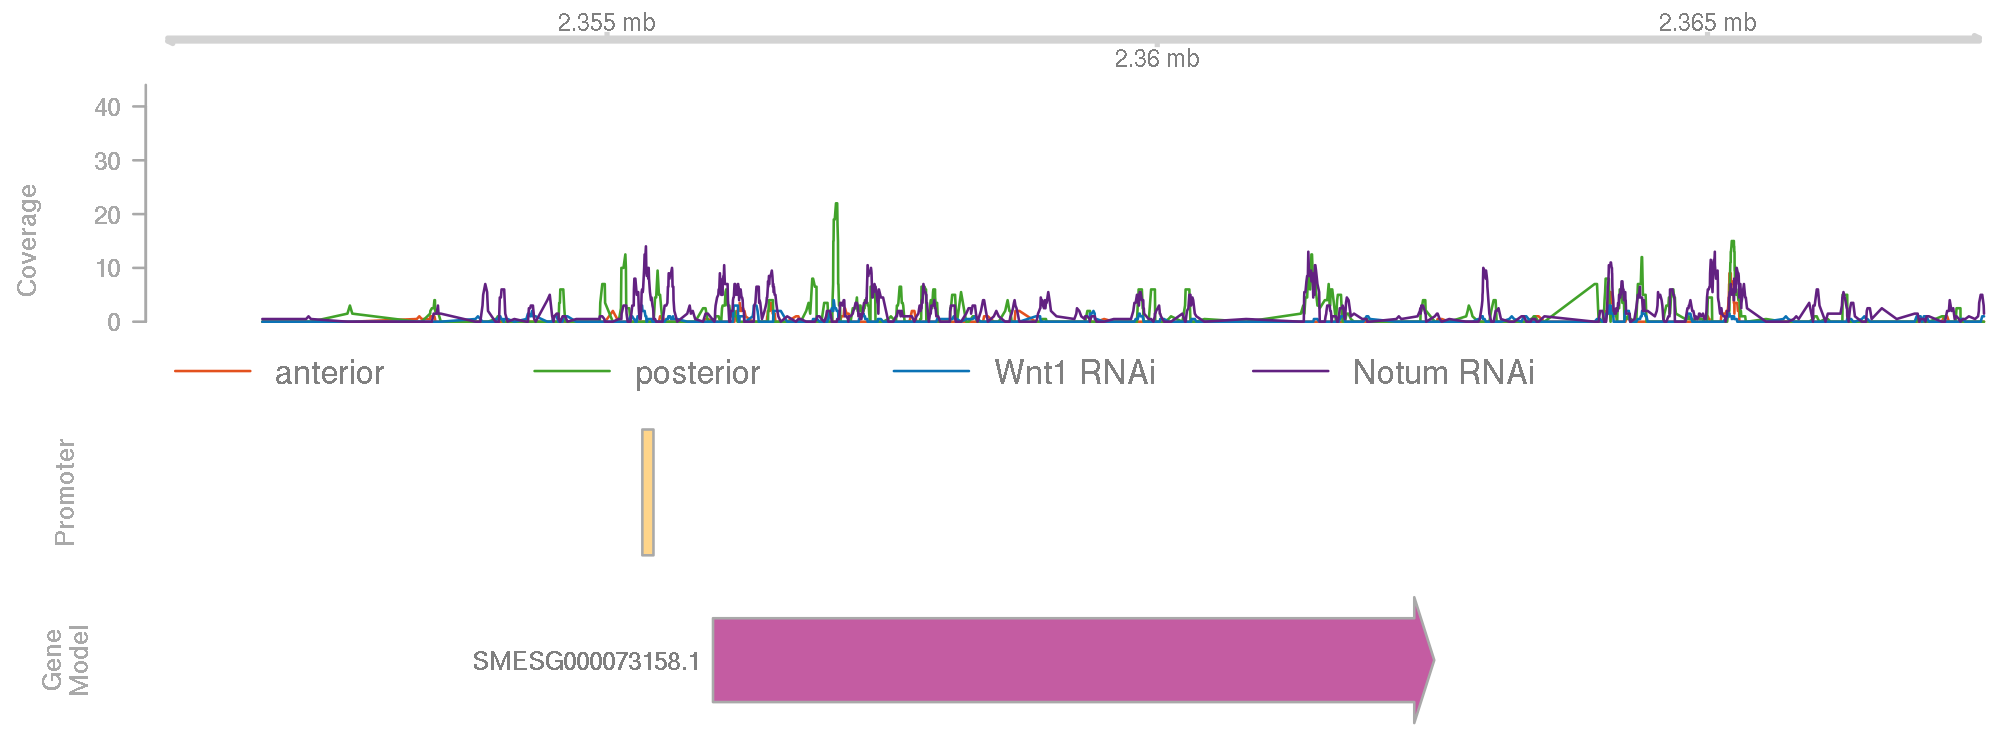 2.355 mb
2.365 mb
2.36 mb
Coverage
40
30
20
10
0
anterior posterior Wnt1 RNAi Notum RNAi
Promoter
Gene
Model
SMESG000073158.1